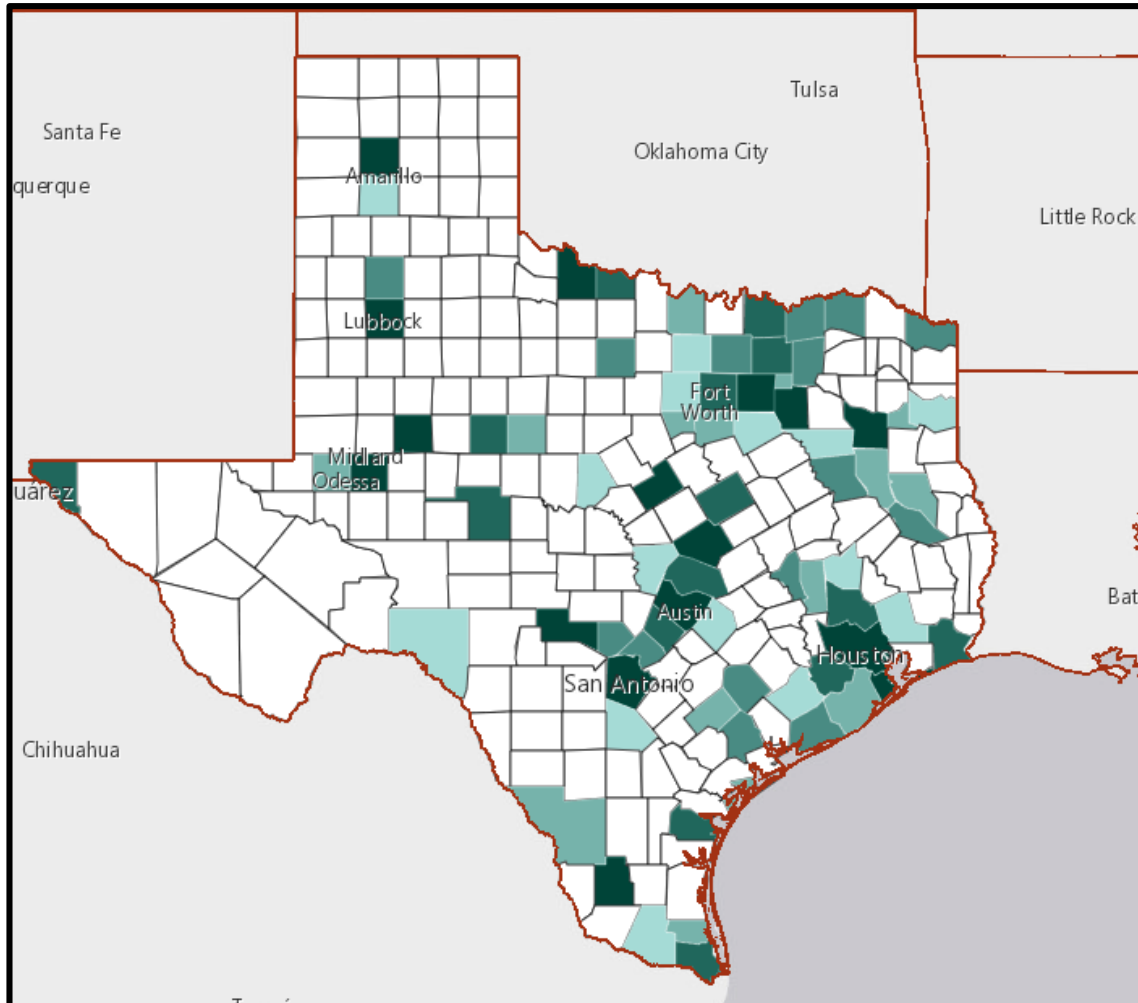 Tulsa
Santa Fe
Oklahoma City
Amarillo
querque
Little Rock
Lubbock
Fort
Worth
Midland
Odessa
uárez
Bat
Austin
Houston
San Antonio
Chihuahua